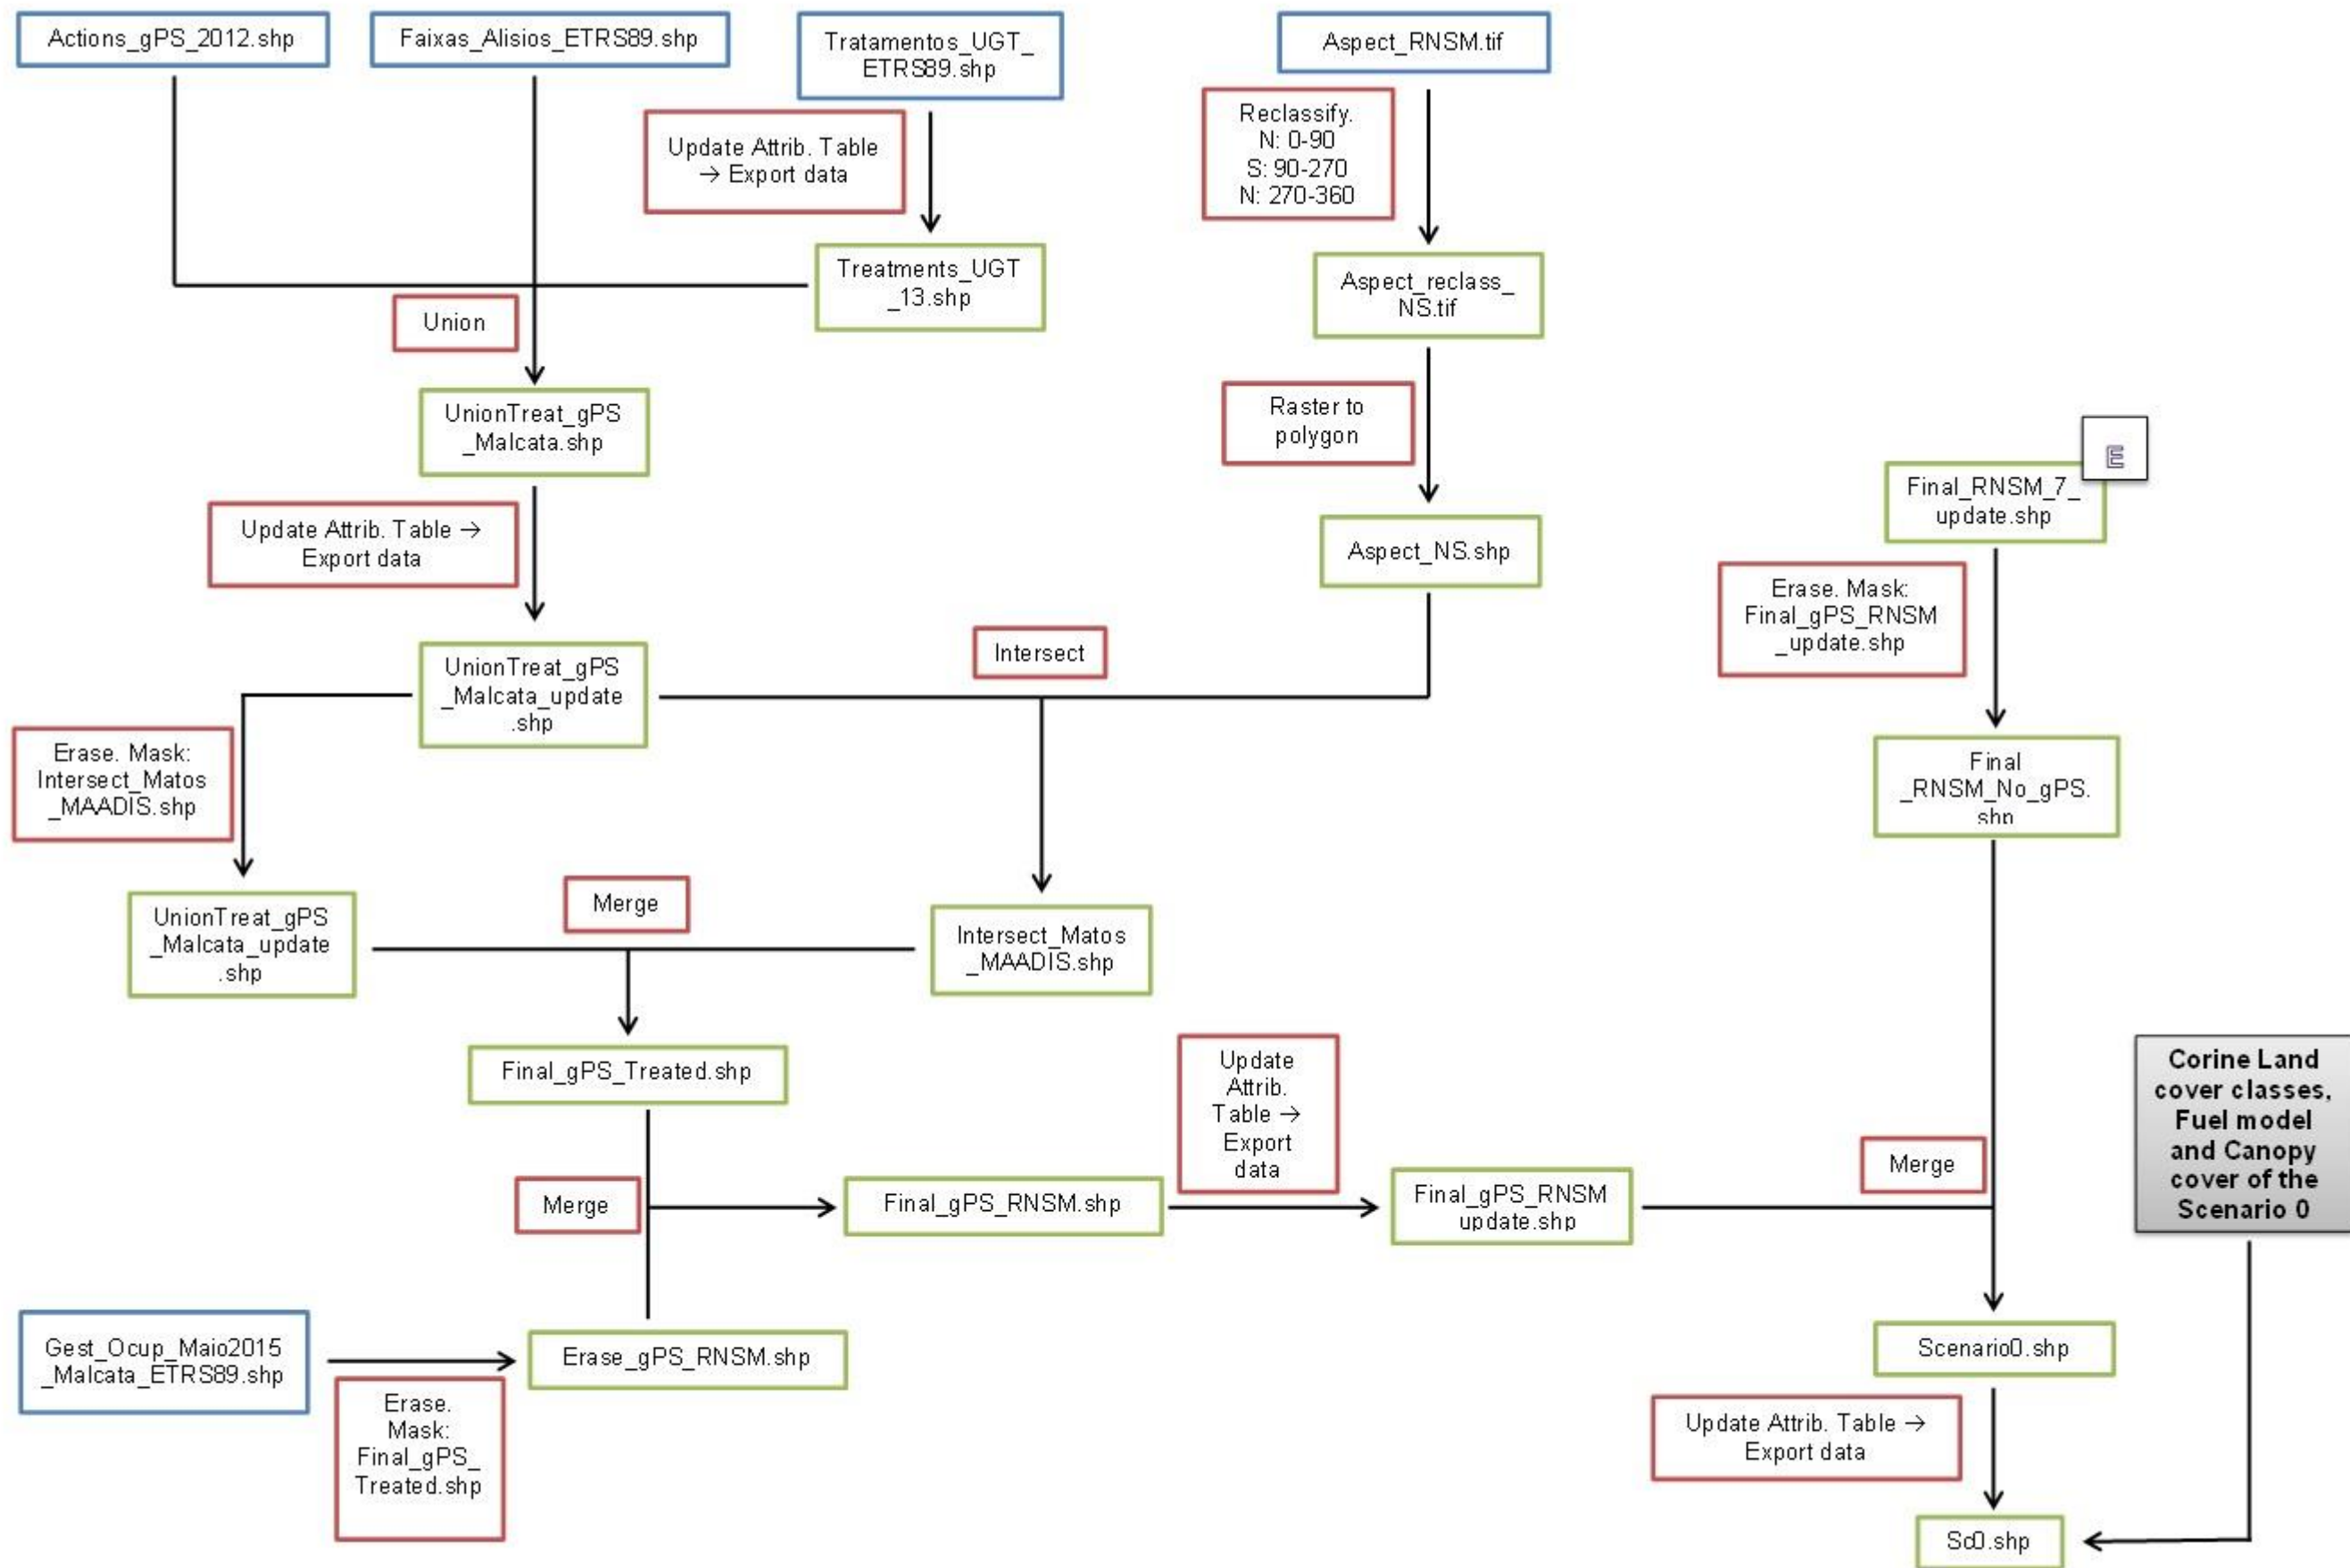 Actions_gPS_2012.shp
Faixas_Alisios_ETRS89.shp
Tratamentos_UGT_
ETRS89.shp
Aspect_RNSM.tif
Update Attrib. Table
→ Export data
Reclassify.
N: 0-90
S: 90-270
N: 270-360
Treatments_UGT
_13.shp
Aspect_reclass_
NS.tif
Union
UnionTreat_gPS
_Malcata.shp
Raster to
polygon
E
Final_RNSM_7_
update.shp
Update Attrib. Table →
Export data
Aspect_NS.shp
Erase. Mask:
Final_gPS_RNSM
_update.shp
UnionTreat_gPS
_Malcata_update
.shp
Intersect
Erase. Mask:
Intersect_Matos
_MAADIS.shp
Final
_RNSM_No_gPS.
shp
UnionTreat_gPS
_Malcata_update
.shp
Merge
Intersect_Matos
_MAADIS.shp
Final_gPS_Treated.shp
Update
Attrib.
Table →
Export
data
Corine Land
cover classes,
Fuel model
and Canopy
cover of the
Scenario 0
Merge
Final_gPS_RNSM.shp
Final_gPS_RNSM
update.shp
Merge
Gest_Ocup_Maio2015
_Malcata_ETRS89.shp
Erase_gPS_RNSM.shp
Scenario0.shp
Erase.
Mask:
Final_gPS_
Treated.shp
Update Attrib. Table →
Export data
Sc0.shp